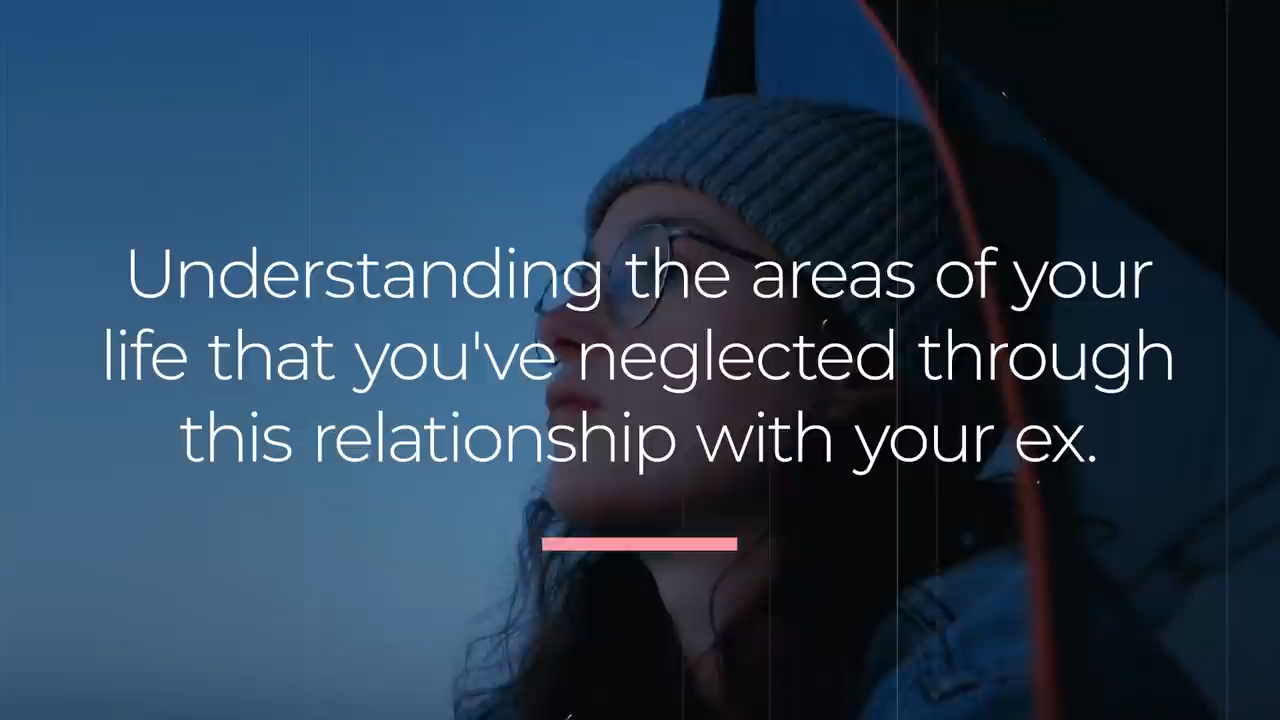 Understanding the areas of your
life that you've neglected through
this relationship with your ex.